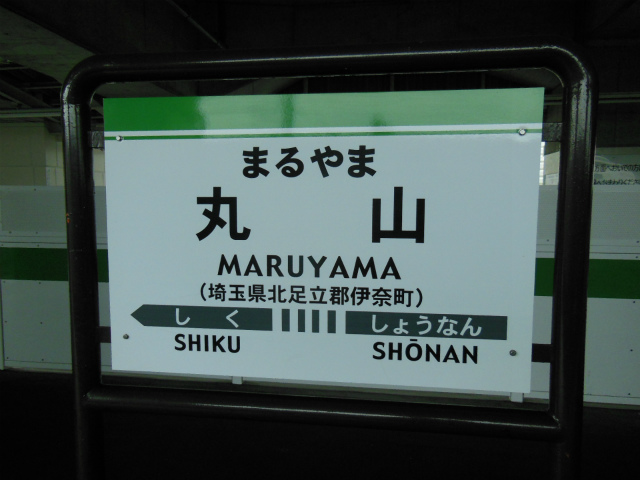 まるやま
丸 山
MARUYAMA
(埼玉県北足立郡伊奈町)
しく しょうなん
SHIKU SHŌNAN